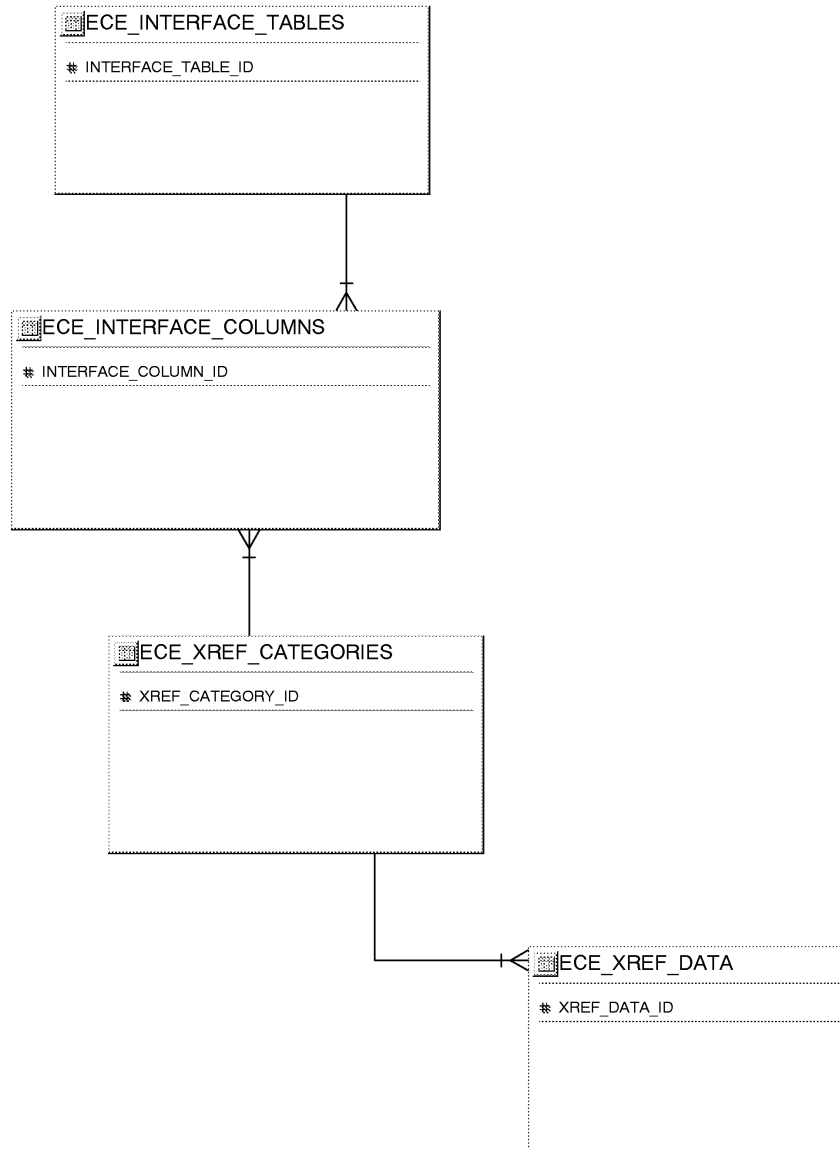 ECE_INTERFACE_TABLES
# INTERFACE_TABLE_ID
ECE_INTERFACE_COLUMNS
# INTERFACE_COLUMN_ID
ECE_XREF_CATEGORIES
# XREF_CATEGORY_ID
ECE_XREF_DATA
# XREF_DATA_ID